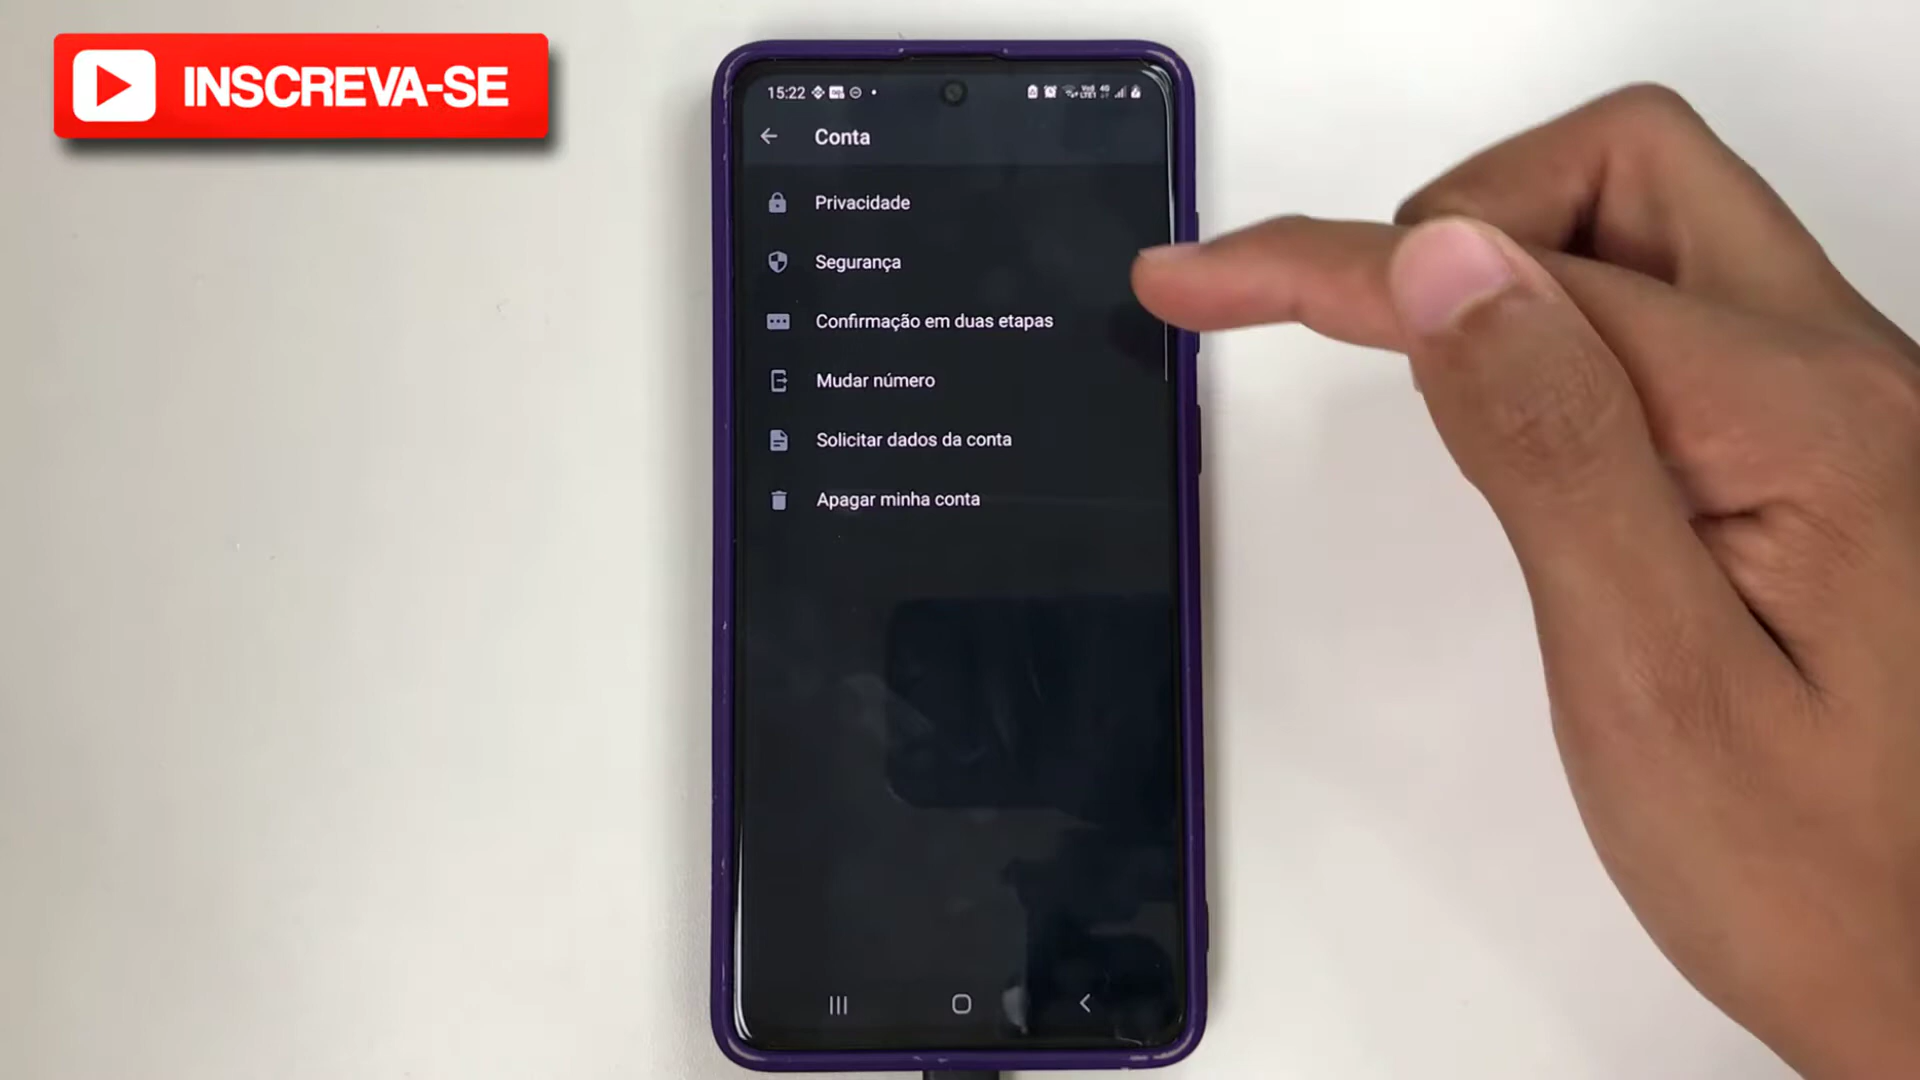 INSCREVA-SE
15:22
Conta
Privacidade
Segurança
Confirmação em duas etapas
Mudar número
Solicitar dados da conta
Apagar minha conta